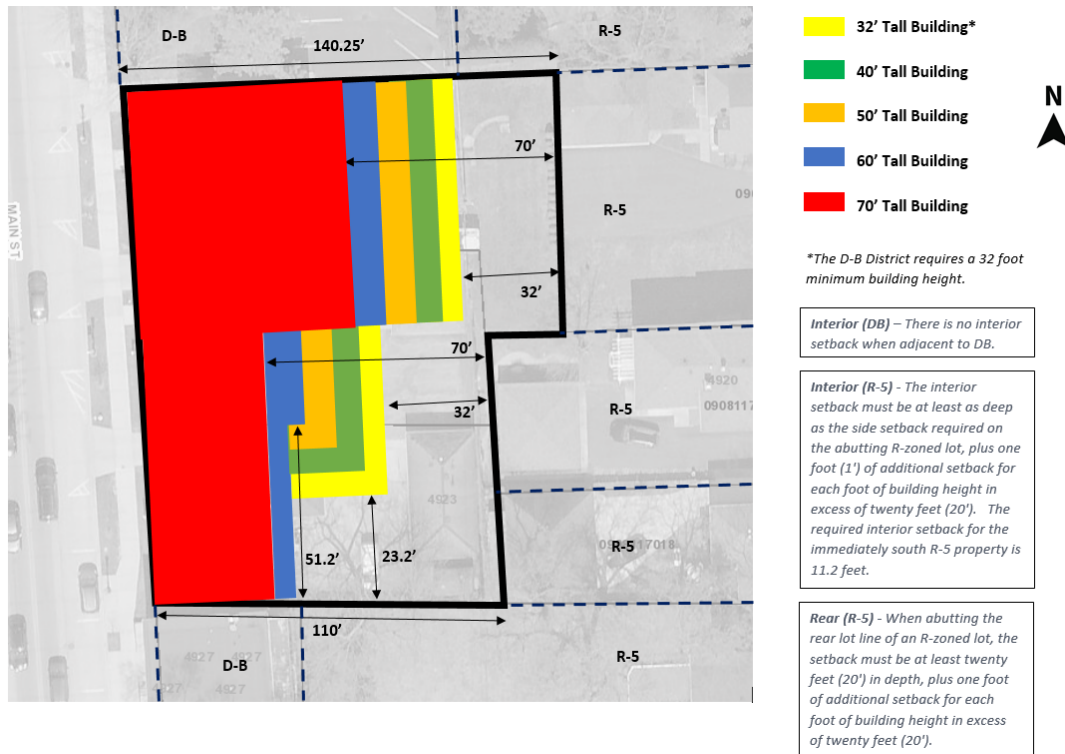 D-B
R-5
140.25’
70’
MAIN ST
R-5
32’
70’
4920
32’
R-5
4923
51.2’
23.2’
R-5
110’
4927 4927
D-B
R-5
4927 4927
32’ Tall Building*
40’ Tall Building
50’ Tall Building
60’ Tall Building
70’ Tall Building
N
*The D-B District requires a 32 foot
minimum building height.
Interior (DB) – There is no interior
setback when adjacent to DB.
Interior (R-5) - The interior
setback must be at least as deep
as the side setback required on
the abutting R-zoned lot, plus one
foot (1') of additional setback for
each foot of building height in
excess of twenty feet (20'). The
required interior setback for the
immediately south R-5 property is
11.2 feet.
Rear (R-5) - When abutting the
rear lot line of an R-zoned lot, the
setback must be at least twenty
feet (20') in depth, plus one foot
of additional setback for each
foot of building height in excess
of twenty feet (20').